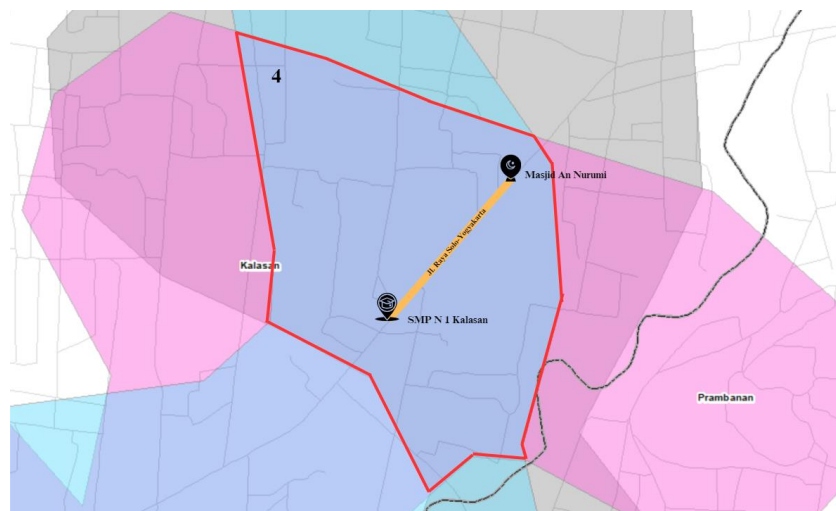 4
Masjid An Nurumi
Jl. Raya Solo-Yogyakarta
Kalasan
SMP N 1 Kalasan
Prambanan